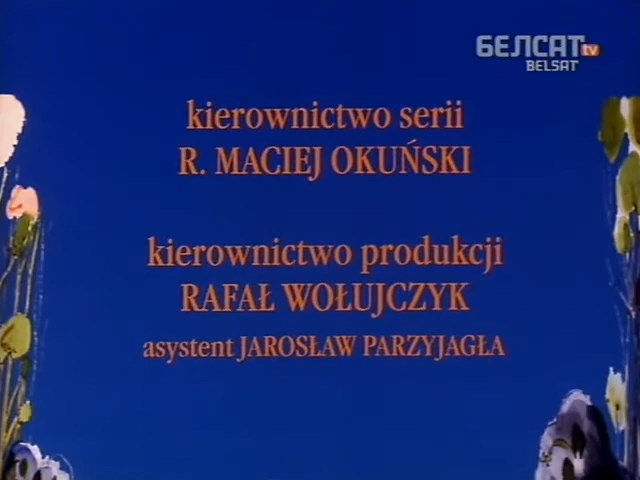 БЕЛСАТ tv
BELSAT
kierownictwo serii
R. MACIEJ OKUŃSKI
kierownictwo produkcji
RAFAŁ WOŁUJCZYK
asystent JAROSŁAW PARZYJAGŁA